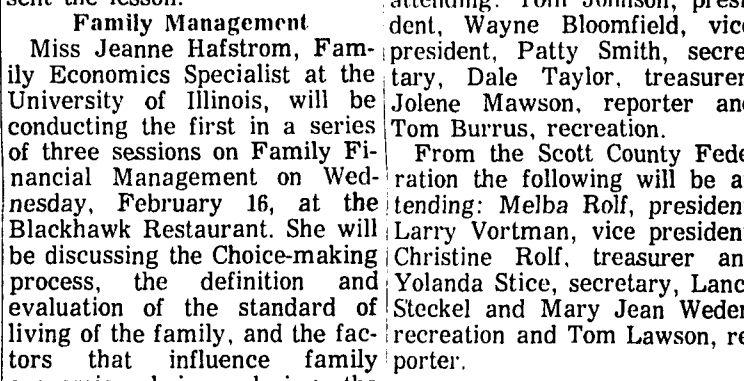 sent the lesson.
Family Management
Miss Jeanne Hafstrom, Fam-
ily Economics Specialist at the
University of Illinois, will be
conducting the first in a series
of three sessions on Family Fi-
nancial Management on Wed-
nesday, February 16, at the
Blackhawk Restaurant. She will
be discussing the Choice-making
process, the definition and
evaluation of the standard of
living of the family, and the fac-
tors that influence family
attending: Tom Johnson, presi
dent, Wayne Bloomfield, vice
president, Patty Smith, secre
tary, Dale Taylor, treasurer
Jolene Mawson, reporter and
Tom Burrus, recreation.
From the Scott County Fede
ration the following will be a
tending: Melba Rolf, president
Larry Vortman, vice president
Christine Rolf, treasurer an
Yolanda Stice, secretary, Lanc
Steckel and Mary Jean Weder
recreation and Tom Lawson, re
porter.